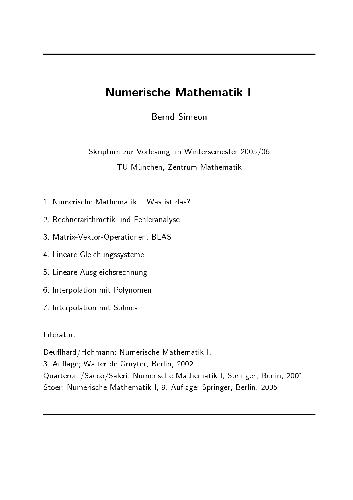 Numerische Mathematik I
Bernd Simeon
Skriptum zur Vorlesung im Wintersemester 2005/06
TU München, Zentrum Mathematik
1. Numerische Mathematik - Was ist das?
2. Rechnerarithmetik und Fehleranalyse
3. Matrix-Vektor-Operationen, BLAS
4. Lineare Gleichungssysteme
5. Lineare Ausgleichsrechnung
6. Interpolation mit Polynomen
7. Interpolation mit Splines
Literatur:
Deuflhard/Hohmann: Numerische Mathematik I,
3. Auflage, Walter de Gruyter, Berlin, 2002
Quarteroni/Sacco/Saleri: Numerische Mathematik I, Springer, Berlin, 2001
Stoer: Numerische Mathematik I, 9. Auflage, Springer, Berlin, 2005